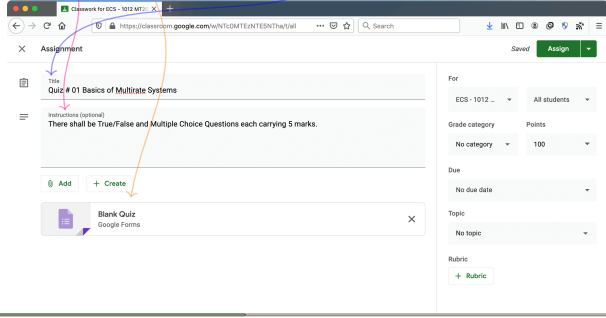 Classwork for ECS - 1012 MT2
https://classroom.google.com/w/NTc0MTEzNTE5NTha/t/all
Search
Assignment
Saved
Assign
Title
Quiz # 01 Basics of Multirate Systems
Instructions (optional)
There shall be True/False and Multiple Choice Questions each carrying 5 marks.
Add
+ Create
Blank Quiz
Google Forms
For
ECS - 1012 ...
All students
Grade category
Points
No category
100
Due
No due date
Topic
No topic
Rubric
+ Rubric